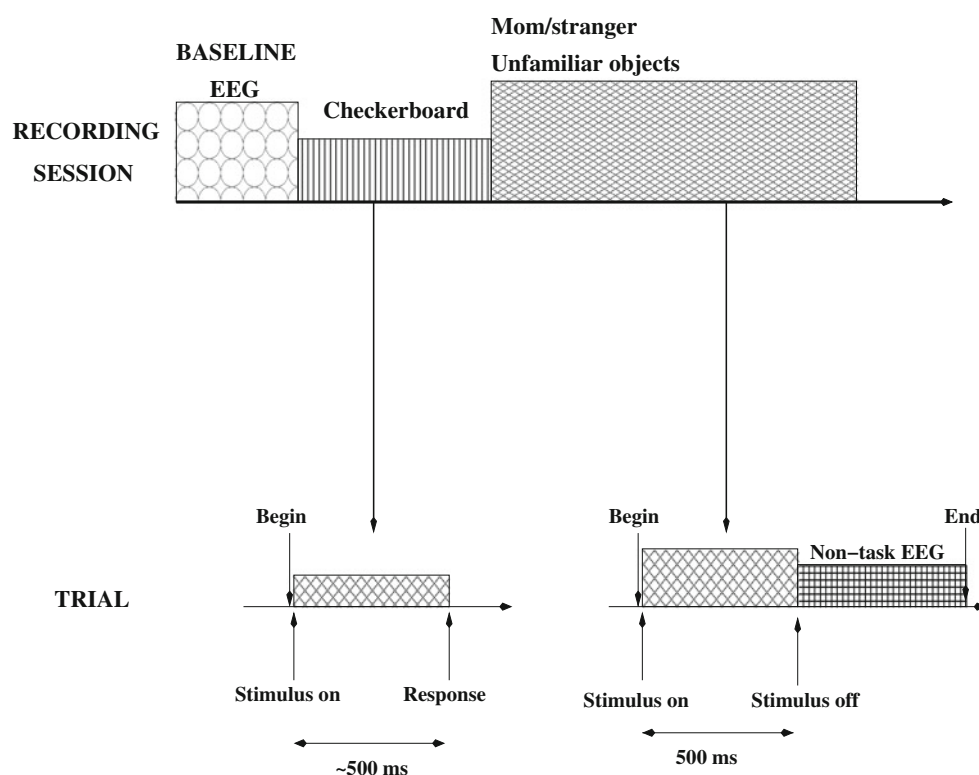 Mom/stranger
BASELINE
Unfamiliar objects
EEG
Checkerboard
RECORDING
SESSION
Begin
Begin
End
Non-task EEG
TRIAL
Stimulus on
Response
Stimulus on
Stimulus off
~500 ms
500 ms